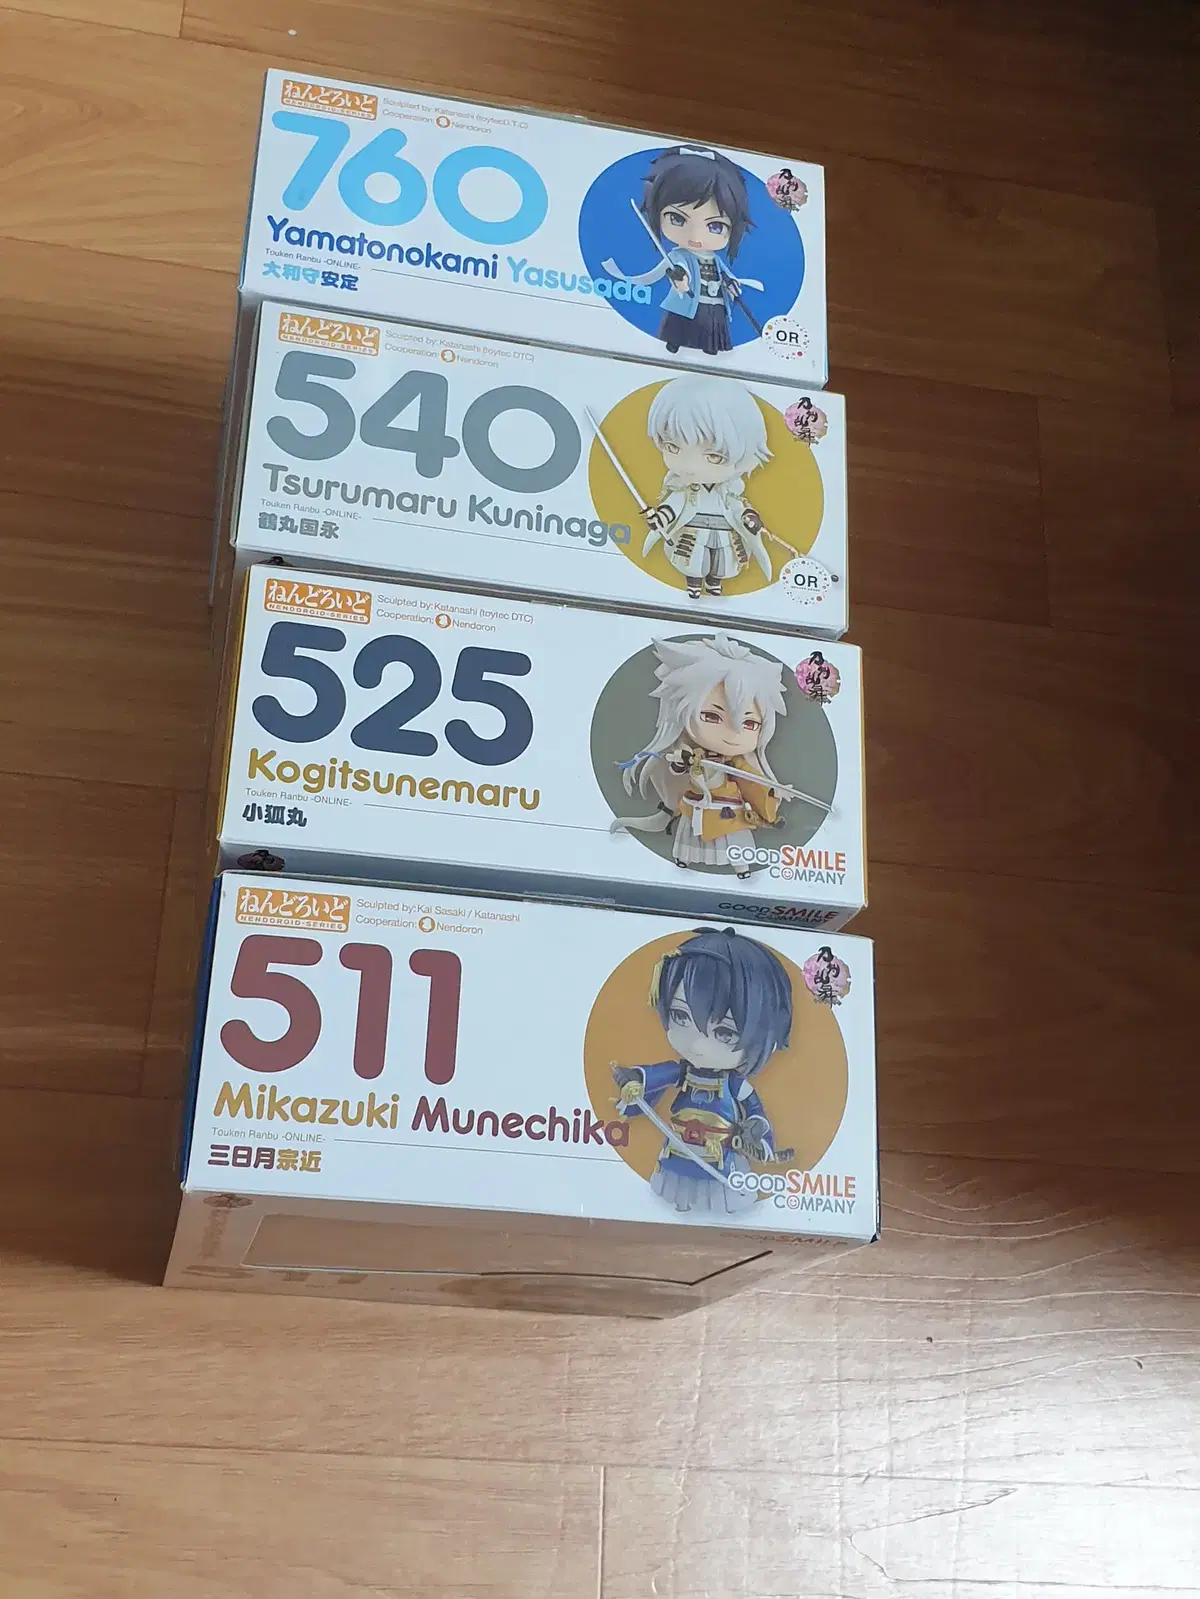 ねんどろいど
NENDOROID-SERIES
Sculpted by: Katanashi (toytec D.T.C)
Cooperation: Nendoron
760
Yamatonokami Yasusada
Touken Ranbu -ONLINE-
大和守安定
OR
ねんどろいど
NENDOROID-SERIES
Sculpted by: Katanashi (toytec DTC)
Cooperation: Nendoron
540
Tsurumaru Kuninaga
Touken Ranbu -ONLINE-
鶴丸国永
OR
ねんどろいど
NENDOROID-SERIES
Sculpted by: Katanashi (toytec DTC)
Cooperation: Nendoron
525
Kogitsunemaru
Touken Ranbu -ONLINE-
小狐丸
GOOD SMILE
COMPANY
GOOD SMILE
COMPANY
ねんどろいど
NENDOROID-SERIES
Sculpted by: Kai Sasaki / Katanashi
Cooperation: Nendoron
511
Mikazuki Munechika
Touken Ranbu -ONLINE-
三日月宗近
GOOD SMILE
COMPANY
GOOD SMILE